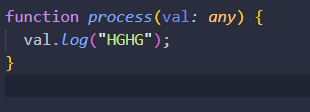 function process(val: any) {
  val.log("HGHG");
}